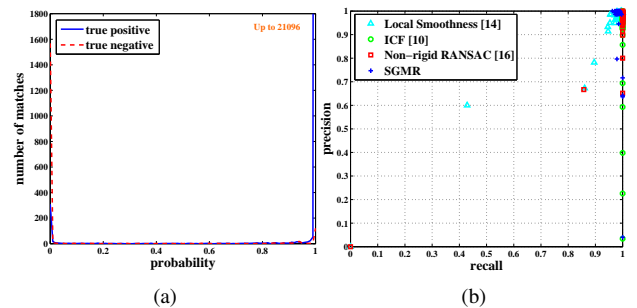 1800
1600
1400
1200
1000
800
600
400
200
0
number of matches
true positive
true negative
Up to 21096
0
0.2
0.4
0.6
0.8
1
probability
(a)
1
0.9
0.8
0.7
0.6
0.5
0.4
0.3
0.2
0.1
0
precision
Local Smoothness [14]
ICF [10]
Non−rigid RANSAC [16]
SGMR
0
0.1
0.2
0.3
0.4
0.5
0.6
0.7
0.8
0.9
1
recall
(b)